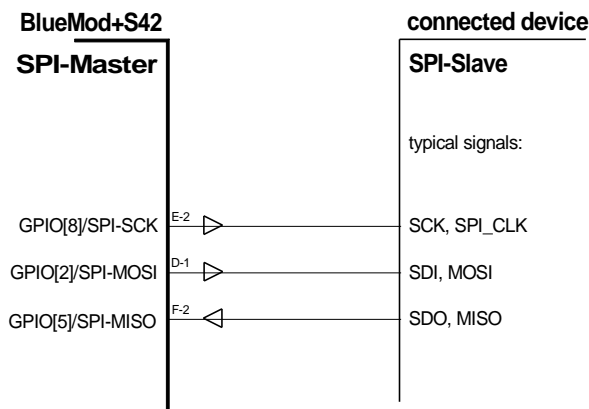 BlueMod+S42
connected device
SPI-Master
SPI-Slave
typical signals:
GPIO[8]/SPI-SCK
E-2
SCK, SPI_CLK
GPIO[2]/SPI-MOSI
D-1
SDI, MOSI
GPIO[5]/SPI-MISO
F-2
SDO, MISO